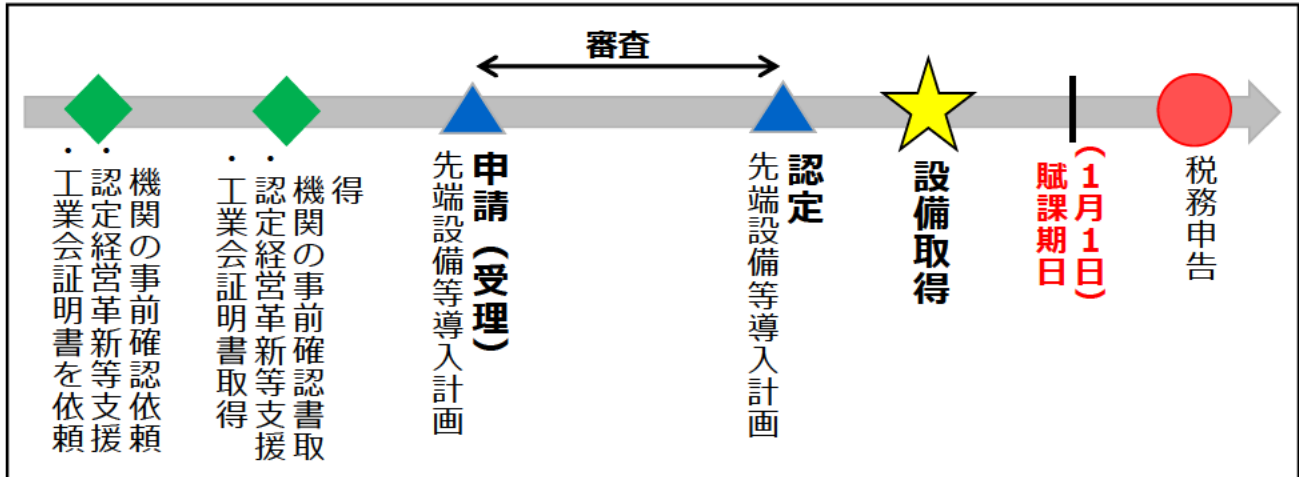 審査
・認定経営革新等支援
機関の事前確認依頼
・工業会証明書を依頼
・認定経営革新等支援
機関の事前確認書取
得
・工業会証明書取得
先端設備等導入計画
申請（受理）
先端設備等導入計画
認定
設備取得
賦課期日
（１月１日）
税務申告